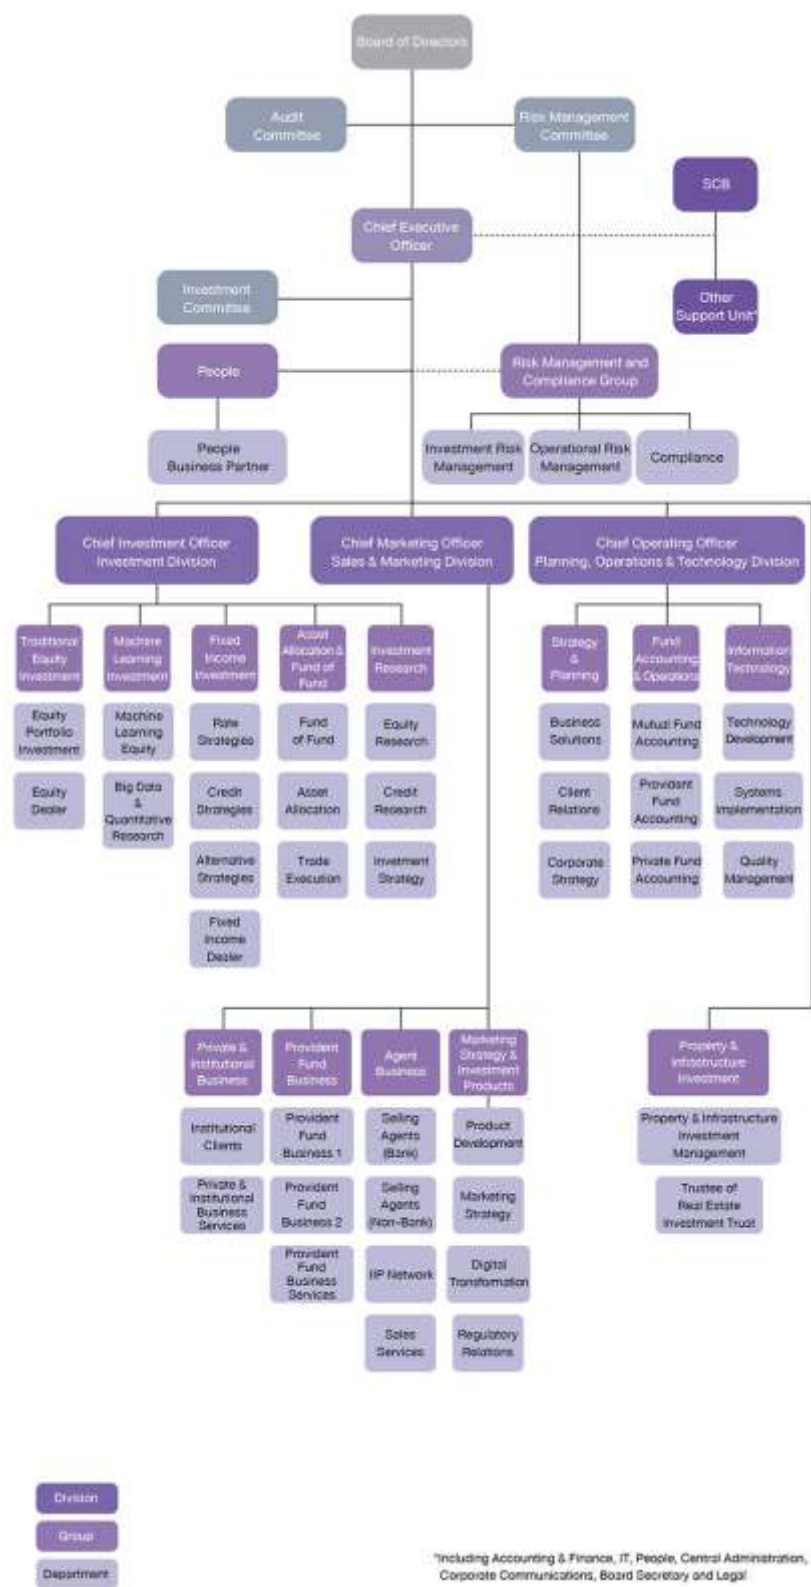 Board of Directors
Audit
Committee
Risk Management
Committee
SCB
Chief Executive
Officer
Investment
Committee
Other
Support Unit*
People
Risk Management and
Compliance Group
People
Business Partner
Investment Risk
Management
Operational Risk
Management
Compliance
Chief Investment Officer
Investment Division
Chief Marketing Officer
Sales & Marketing Division
Chief Operating Officer
Planning, Operations & Technology Division
Traditional
Equity
Investment
Machine
Learning
Investment
Fixed
Income
Investment
Asset
Allocation &
Fund of
Fund
Investment
Research
Strategy
&
Planning
Fund
Accounting
& Operations
Information
Technology
Equity
Portfolio
Investment
Machine
Learning
Equity
Rate
Strategies
Fund
of Fund
Equity
Research
Business
Solutions
Mutual Fund
Accounting
Technology
Development
Equity
Dealer
Big Data
&
Quantitative
Research
Credit
Strategies
Asset
Allocation
Credit
Research
Client
Relations
Provident
Fund
Accounting
Systems
Implementation
Alternative
Strategies
Trade
Execution
Invetment
Strategy
Corporate
Strategy
Private Fund
Accounting
Quality
Management
Fixed
Income
Dealer
Private &
Institutional
Business
Provident
Fund
Business
Agent
Business
Marketing
Strategy &
Investment
Products
Property &
Infrastructure
Investment
Institutional
Clients
Provident
Fund
Business 1
Selling
Agents
(Bank)
Product
Development
Property & Infrastructure
Investment
Management
Private &
Institutional
Business
Services
Provident
Fund
Business 2
Selling
Agents
(Non-Bank)
Marketing
Strategy
Trustee of
Real Estate
Investment Trust
Provident
Fund
Business
Services
IIP Network
Digital
Transformation
Sales
Services
Regulatory
Relations
Division
Group
Department
*Including Accounting & Finance, IT, People, Central Administration,
Corporate Communications, Board Secretary and Legal